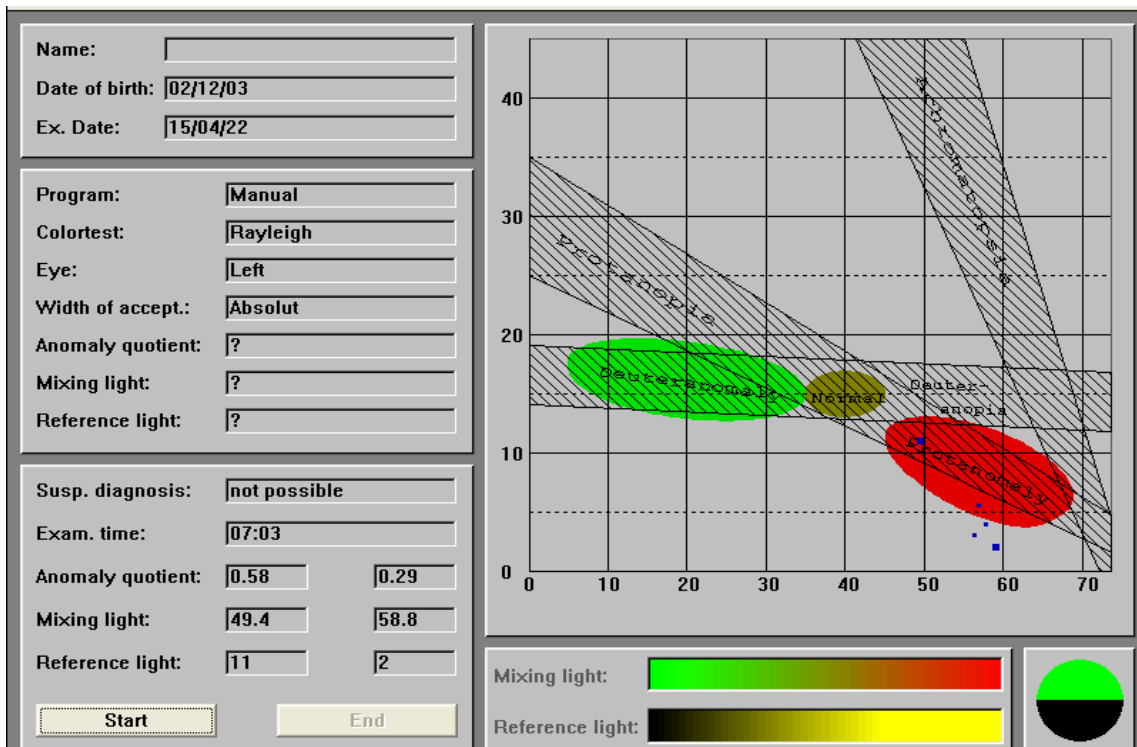 Name:
Date of birth: 02/12/03
Ex. Date: 15/04/22
Program: Manual
Colortest: Rayleigh
Eye: Left
Width of accept.: Absolut
Anomaly quotient: ?
Mixing light: ?
Reference light: ?
Susp. diagnosis: not possible
Exam. time: 07:03
Anomaly quotient: 0.58 0.29
Mixing light: 49.4 58.8
Reference light: 11 2
Start End
40
30
20
10
0
0 10 20 30 40 50 60 70
Achromatopsia
Protanopia
Deuteranomaly
Normal
Deuter-
anopia
Protanomaly
Mixing light:
Reference light: